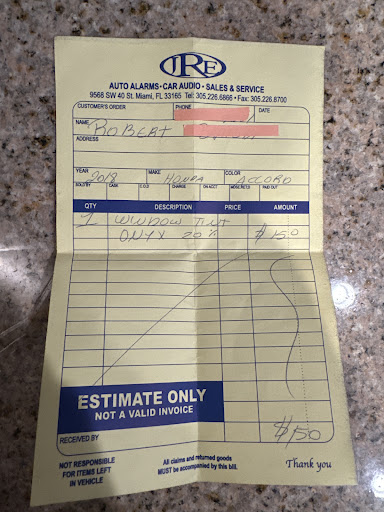 JRE
AUTO ALARMS • CAR AUDIO • SALES & SERVICE
9568 SW 40 St. Miami, FL 33165 Tel: 305.226.6866 • Fax: 305.226.8700
CUSTOMER'S ORDER PHONE DATE
NAME ROBERT
ADDRESS
YEAR 2018 MAKE HONDA COLOR ACCORD
SOLD BY CASH C.O.D CHARGE ON ACCT MDSE RET'D PAID OUT
QTY DESCRIPTION PRICE AMOUNT
1 WINDOW TINT
ONYX 20% $150
ESTIMATE ONLY
NOT A VALID INVOICE
$150
RECEIVED BY
NOT RESPONSIBLE
FOR ITEMS LEFT
IN VEHICLE
All claims and returned goods
MUST be accompanied by this bill.
Thank you